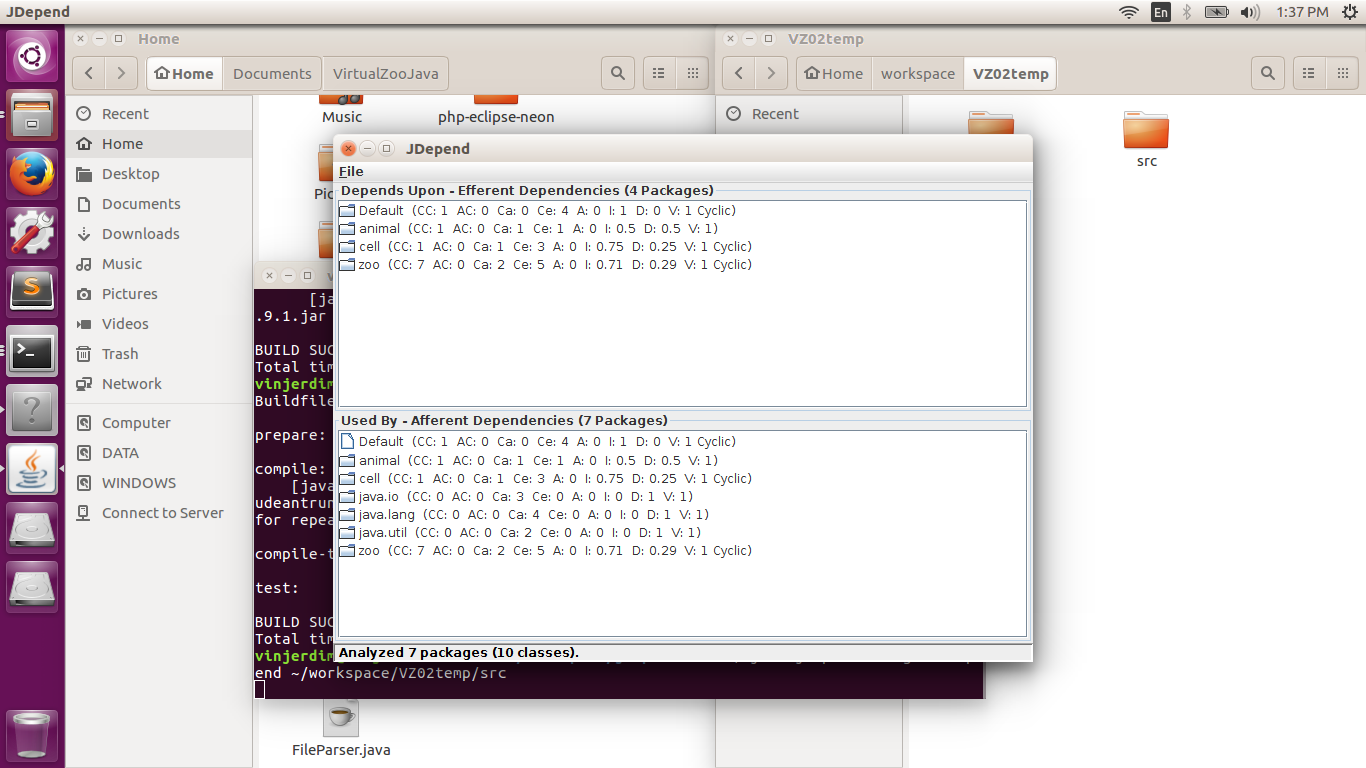 JDepend
En
1:37 PM
Home
VZ02temp
Home
Documents
VirtualZooJava
Home
workspace
VZ02temp
Recent
Home
Desktop
Documents
Downloads
Music
Pictures
Videos
Trash
Network
Computer
DATA
WINDOWS
Connect to Server
Music
php-eclipse-neon
Recent
src
JDepend
File
Depends Upon - Efferent Dependencies (4 Packages)
Default (CC: 1 AC: 0 Ca: 0 Ce: 4 A: 0 I: 1 D: 0 V: 1 Cyclic)
animal (CC: 1 AC: 0 Ca: 1 Ce: 1 A: 0 I: 0.5 D: 0.5 V: 1)
cell (CC: 1 AC: 0 Ca: 1 Ce: 3 A: 0 I: 0.75 D: 0.25 V: 1 Cyclic)
zoo (CC: 7 AC: 0 Ca: 2 Ce: 5 A: 0 I: 0.71 D: 0.29 V: 1 Cyclic)
Used By - Afferent Dependencies (7 Packages)
Default (CC: 1 AC: 0 Ca: 0 Ce: 4 A: 0 I: 1 D: 0 V: 1 Cyclic)
animal (CC: 1 AC: 0 Ca: 1 Ce: 1 A: 0 I: 0.5 D: 0.5 V: 1)
cell (CC: 1 AC: 0 Ca: 1 Ce: 3 A: 0 I: 0.75 D: 0.25 V: 1 Cyclic)
java.io (CC: 0 AC: 0 Ca: 3 Ce: 0 A: 0 I: 0 D: 1 V: 1)
java.lang (CC: 0 AC: 0 Ca: 4 Ce: 0 A: 0 I: 0 D: 1 V: 1)
java.util (CC: 0 AC: 0 Ca: 2 Ce: 0 A: 0 I: 0 D: 1 V: 1)
zoo (CC: 7 AC: 0 Ca: 2 Ce: 5 A: 0 I: 0.71 D: 0.29 V: 1 Cyclic)
Analyzed 7 packages (10 classes).
Pic
[ja
.9.1.jar
BUILD SUC
Total tim
vinjerdim
Buildfile
prepare:
compile:
[java
udeantrun
for repea
compile-t
test:
BUILD SUC
Total tim
vinjerdim
end ~/workspace/VZ02temp/src
FileParser.java